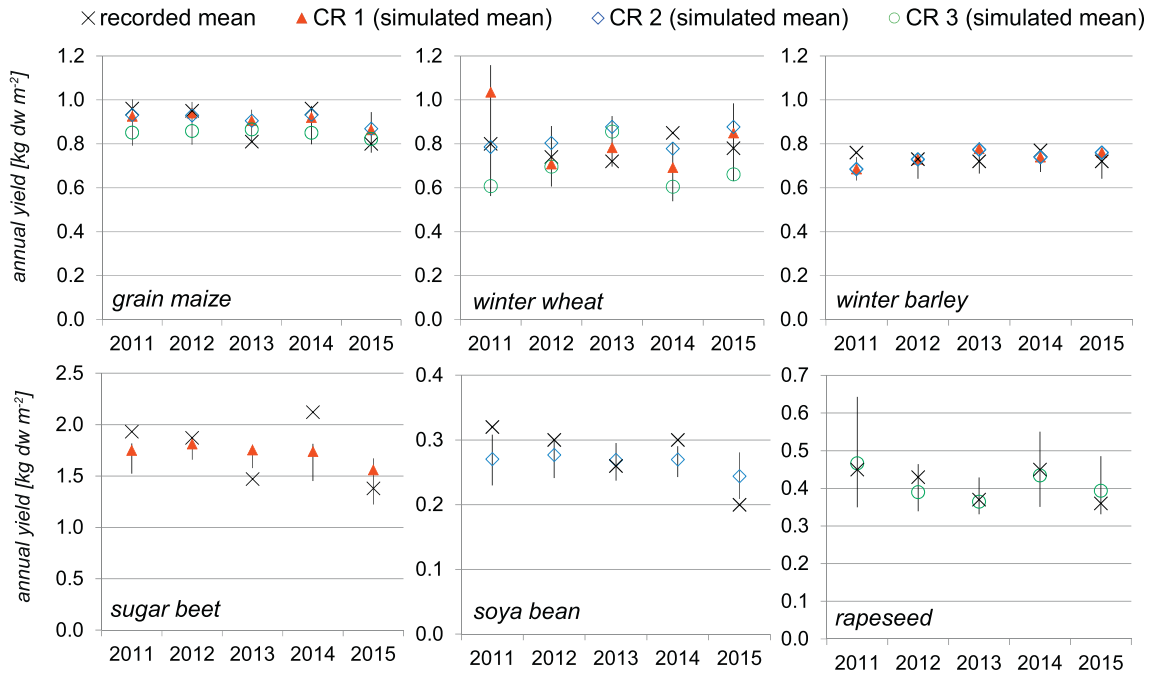 recorded mean CR 1 (simulated mean) CR 2 (simulated mean) CR 3 (simulated mean)
annual yield [kg dw m-2]
1.2
1.0
0.8
0.6
0.4
0.2
0.0
grain maize
2011 2012 2013 2014 2015
1.2
1.0
0.8
0.6
0.4
0.2
0.0
winter wheat
2011 2012 2013 2014 2015
1.2
1.0
0.8
0.6
0.4
0.2
0.0
winter barley
2011 2012 2013 2014 2015
annual yield [kg dw m-2]
2.5
2.0
1.5
1.0
0.5
0.0
sugar beet
2011 2012 2013 2014 2015
0.4
0.3
0.2
0.1
0.0
soya bean
2011 2012 2013 2014 2015
0.7
0.6
0.5
0.4
0.3
0.2
0.1
0.0
rapeseed
2011 2012 2013 2014 2015